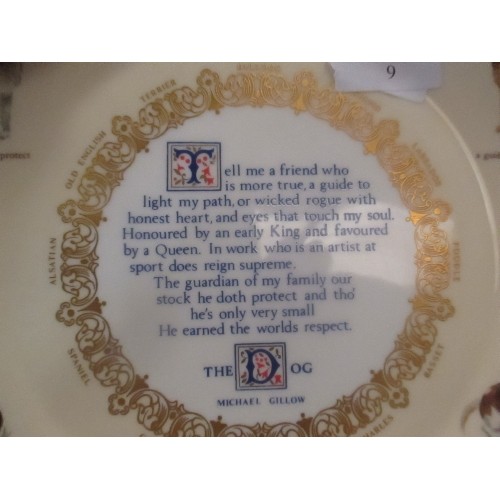 9
Tell me a friend who
is more true, a guide to
light my path, or wicked rogue with
honest heart, and eyes that touch my soul.
Honoured by an early King and favoured
by a Queen. In work who is an artist at
sport does reign supreme.
The guardian of my family our
stock he doth protect and tho'
he's only very small
He earned the worlds respect.
THE DOG
MICHAEL GILLOW
SPANIEL
ALSATIAN
OLD ENGLISH
TERRIER
BASSET
protect